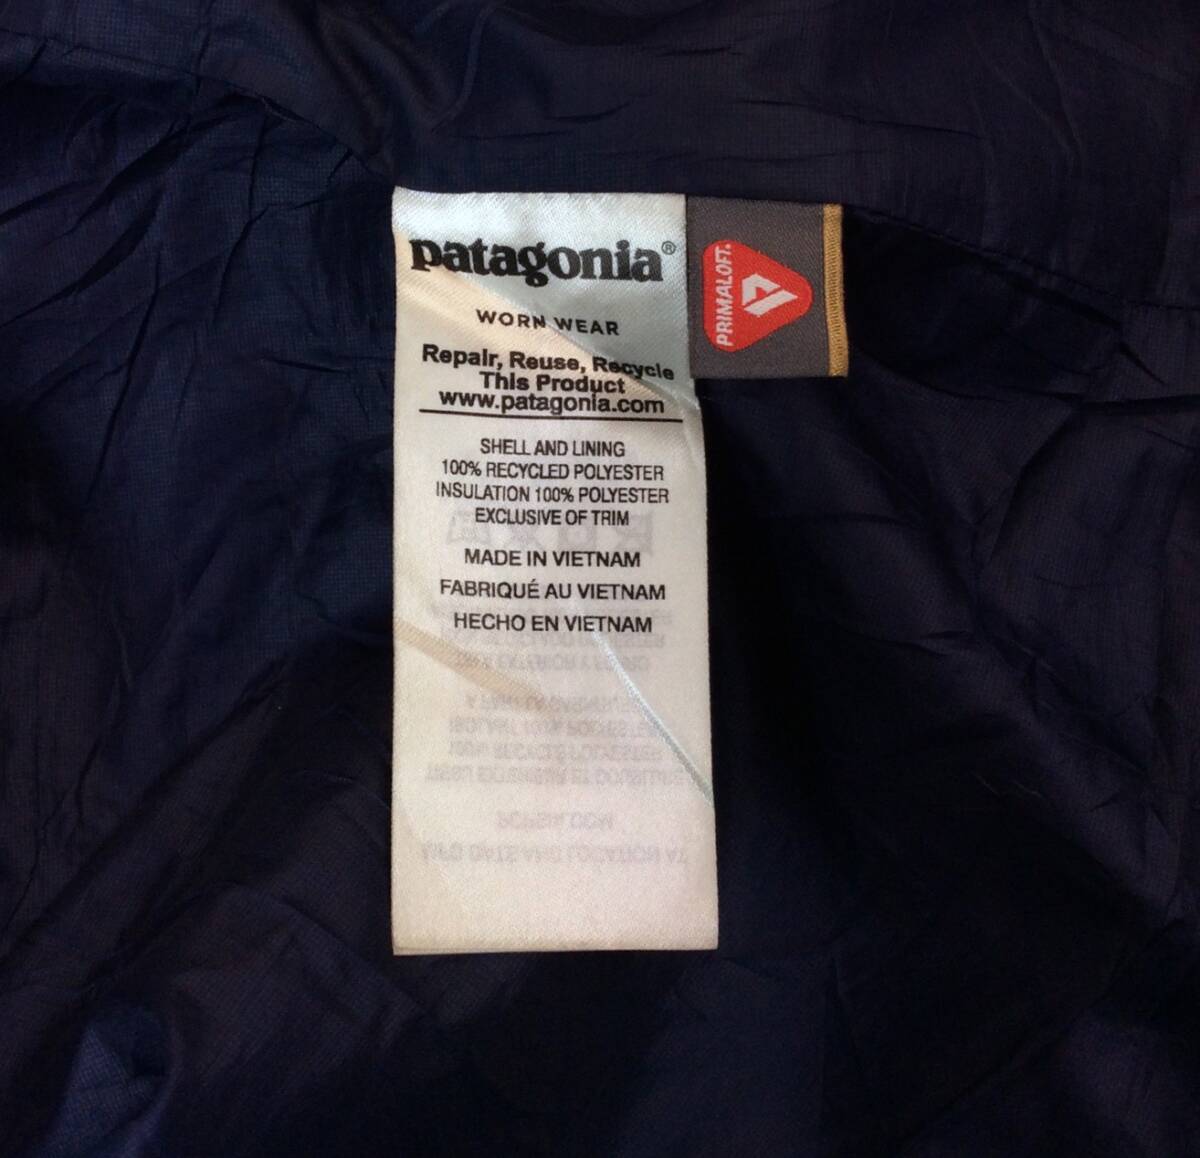 patagonia®
WORN WEAR
Repair, Reuse, Recycle
This Product
www.patagonia.com
SHELL AND LINING
100% RECYCLED POLYESTER
INSULATION 100% POLYESTER
EXCLUSIVE OF TRIM
MADE IN VIETNAM
FABRIQUÉ AU VIETNAM
HECHO EN VIETNAM
PRIMALOFT.